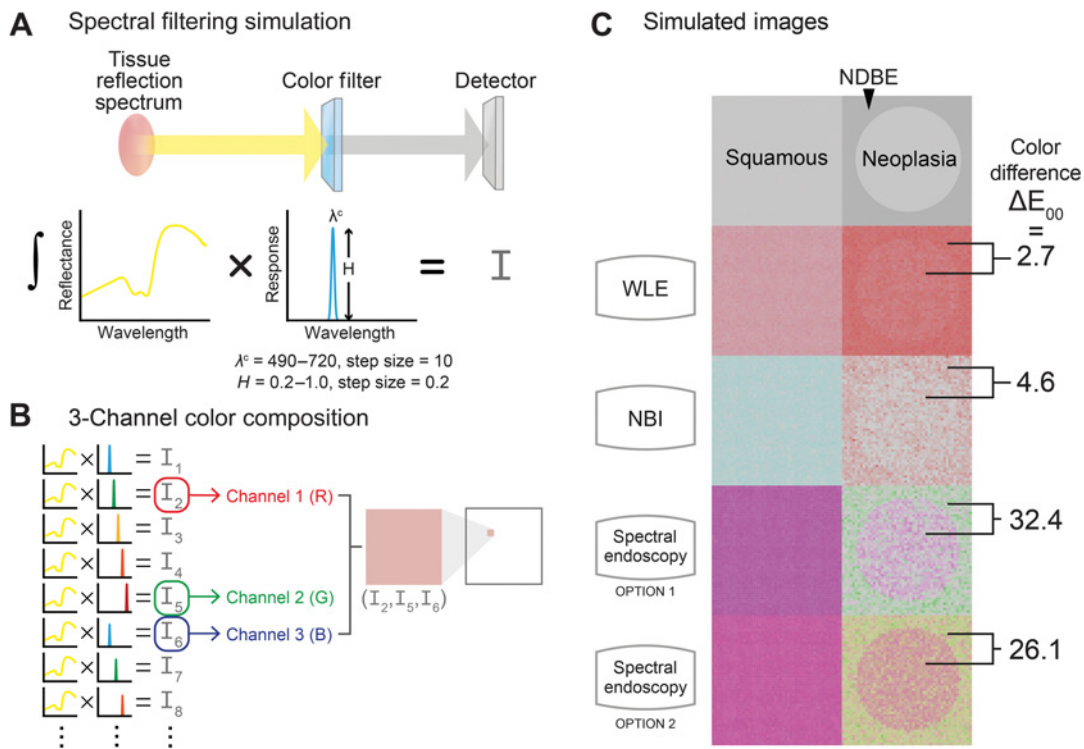 A Spectral filtering simulation
Tissue
reflection
spectrum
Color filter
Detector
∫
Reflectance
Wavelength
×
Response
λᶜ
H
Wavelength
=
I
λᶜ = 490–720, step size = 10
H = 0.2–1.0, step size = 0.2
B 3-Channel color composition
× = I₁
× = I₂ Channel 1 (R)
× = I₃
× = I₄
× = I₅ Channel 2 (G)
× = I₆ Channel 3 (B)
× = I₇
× = I₈
(I₂,I₅,I₆)
C Simulated images
NDBE
Squamous
Neoplasia
Color
difference
ΔE₀₀
=
WLE
2.7
NBI
4.6
Spectral
endoscopy
OPTION 1
32.4
Spectral
endoscopy
OPTION 2
26.1